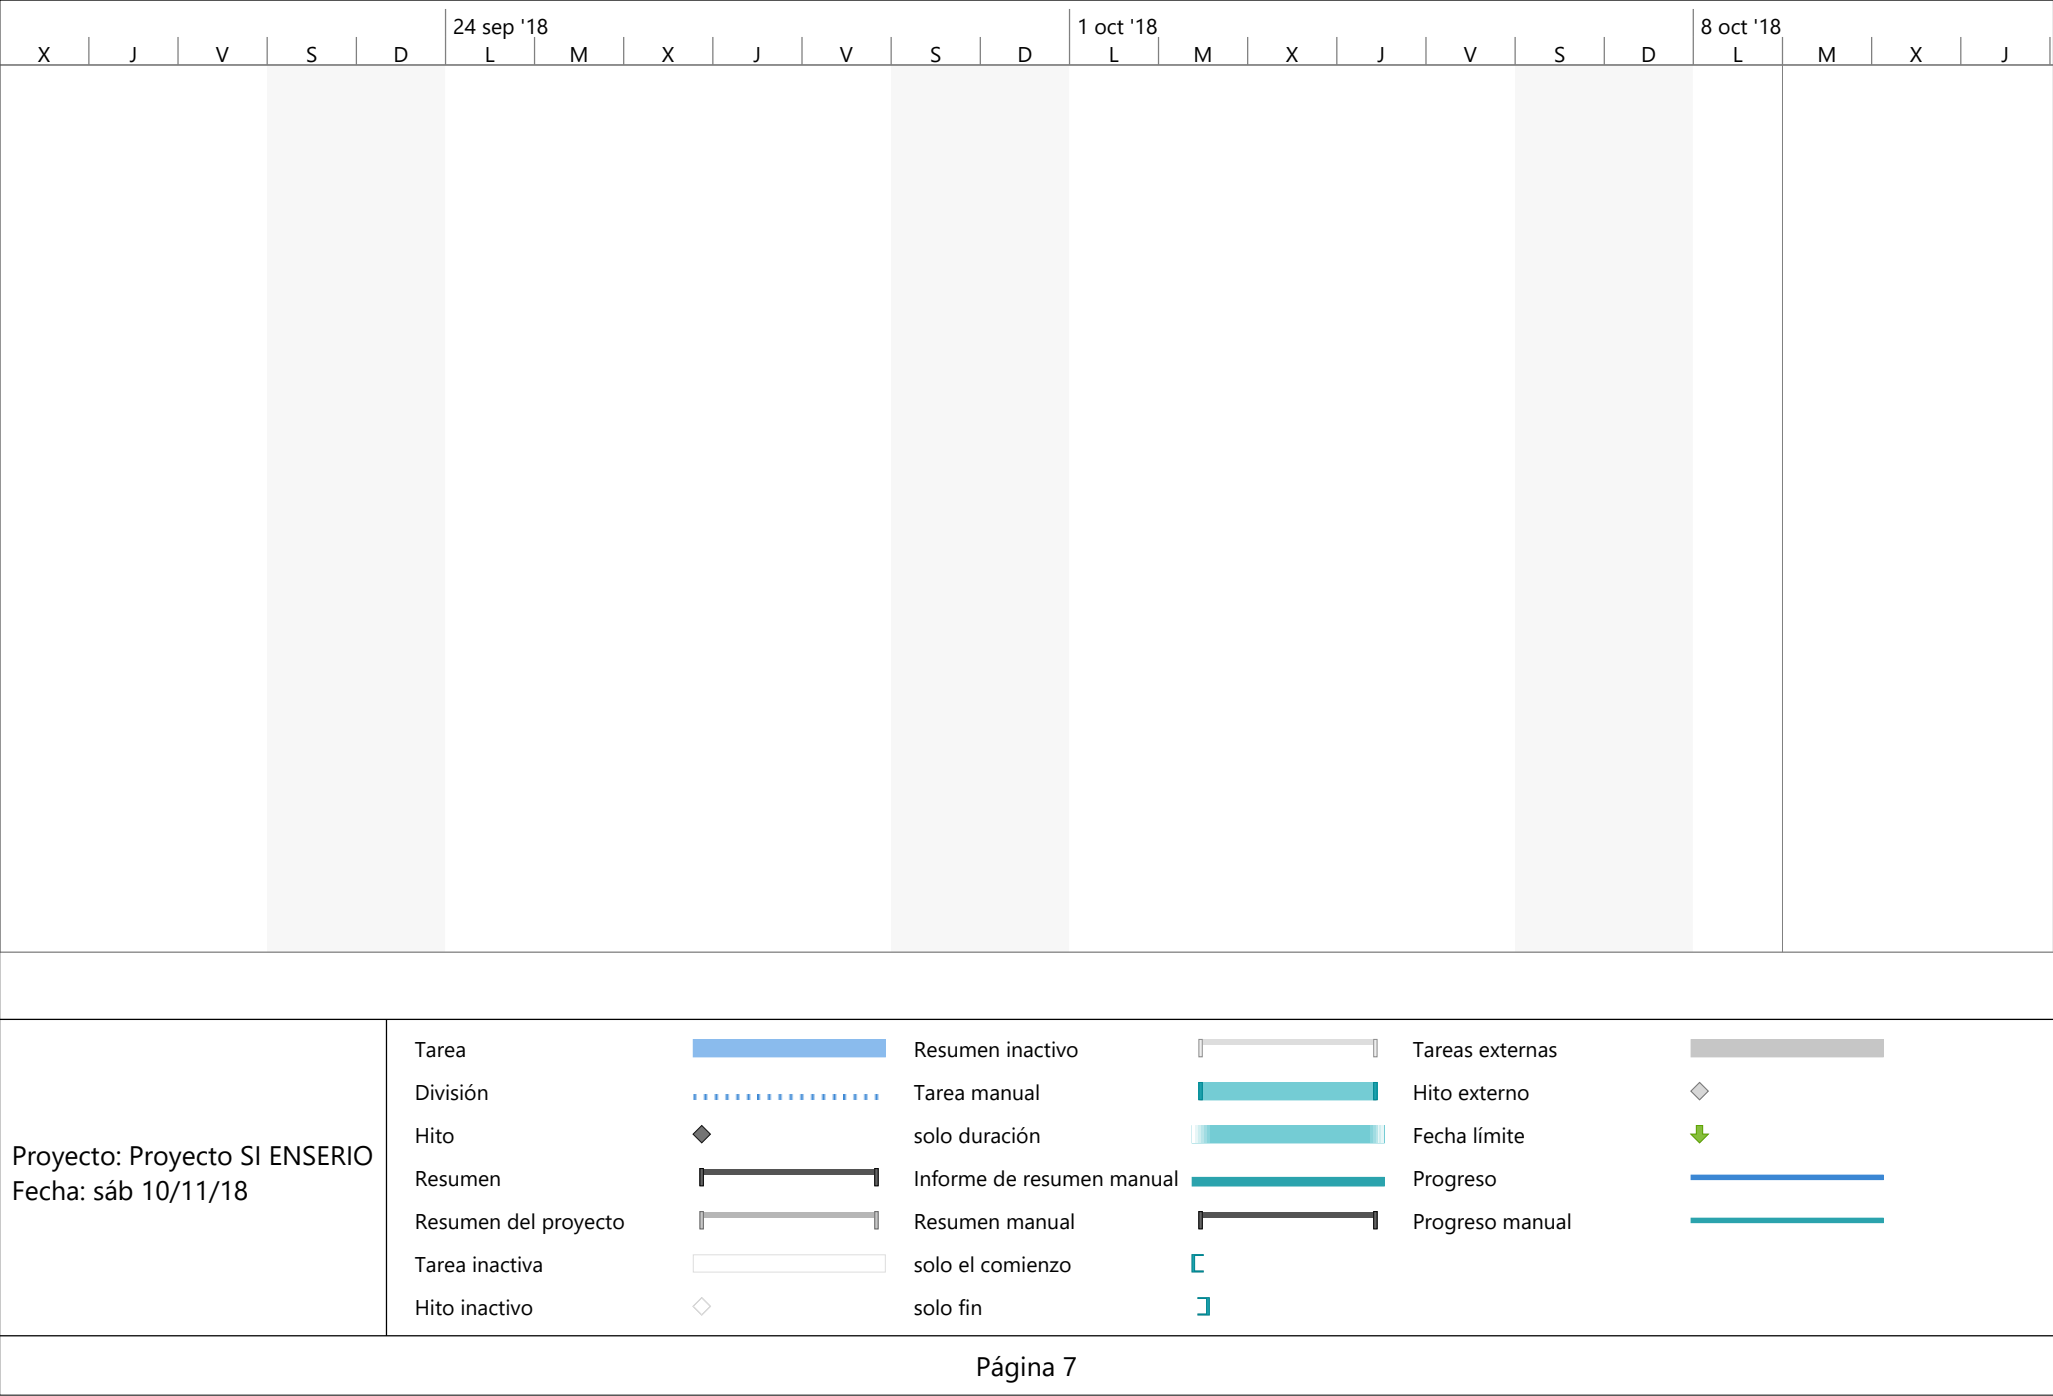 24 sep '18 1 oct '18 8 oct '18
X J V S D L M X J V S D L M X J V S D L M X J
Proyecto: Proyecto SI ENSERIO
Fecha: sáb 10/11/18
Tarea
División
Hito
Resumen
Resumen del proyecto
Tarea inactiva
Hito inactivo
Resumen inactivo
Tarea manual
solo duración
Informe de resumen manual
Resumen manual
solo el comienzo
solo fin
Tareas externas
Hito externo
Fecha límite
Progreso
Progreso manual
Página 7